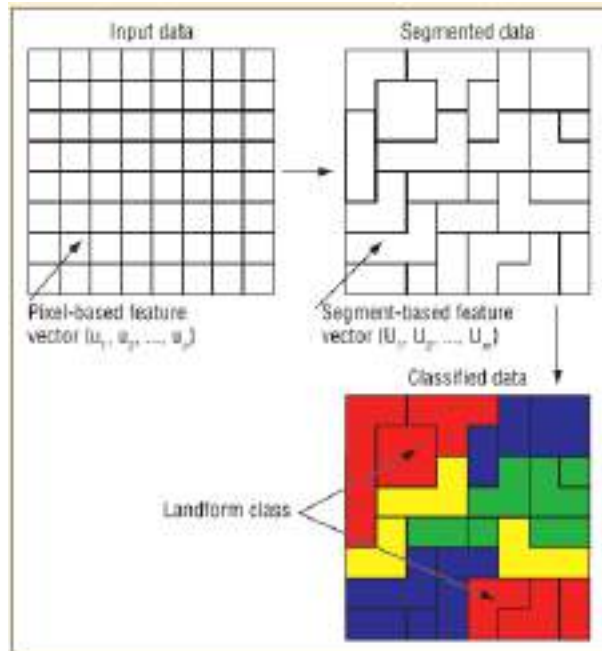 Input data
Segmented data
Pixel-based feature
vector (u₁, u₂, ..., uₙ)
Segment-based feature
vector (U₁, U₂, ..., Uₘ)
Classified data
Landform class